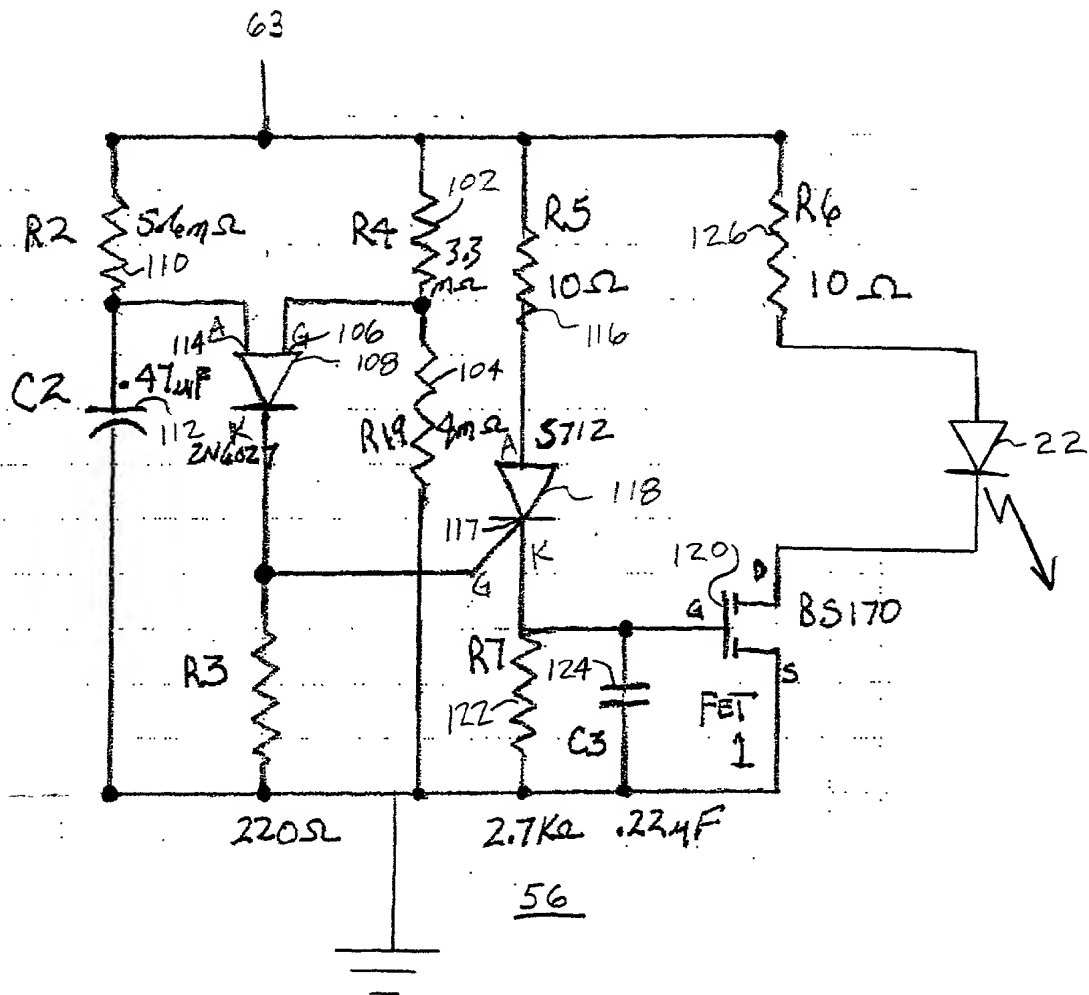 63
R2
5.6mΩ
110
R4
102
3.3
mΩ
R5
10Ω
116
R6
126
10Ω
114
A
G
106
108
C2
.47µF
112
K
2N6027
104
R19
4mΩ
A
S712
118
117
K
G
22
120
D
G
BS170
S
FET
1
R3
R7
122
124
C3
220Ω
2.7KΩ
.22µF
56